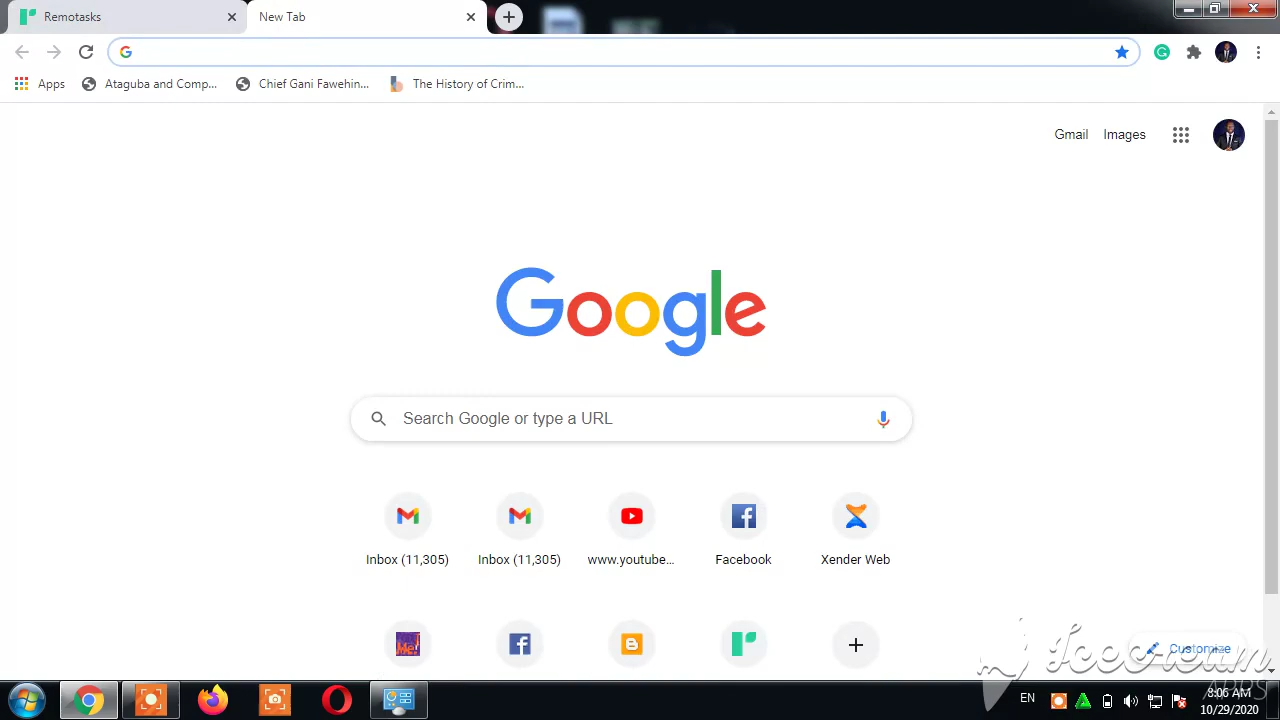 Remotasks
New Tab
Apps
Ataguba and Comp...
Chief Gani Fawehin...
The History of Crim...
Gmail
Images
Google
Search Google or type a URL
Inbox (11,305)
Inbox (11,305)
www.youtube...
Facebook
Xender Web
Customize
Icecream
APPS
EN
8:06 AM
10/29/2020